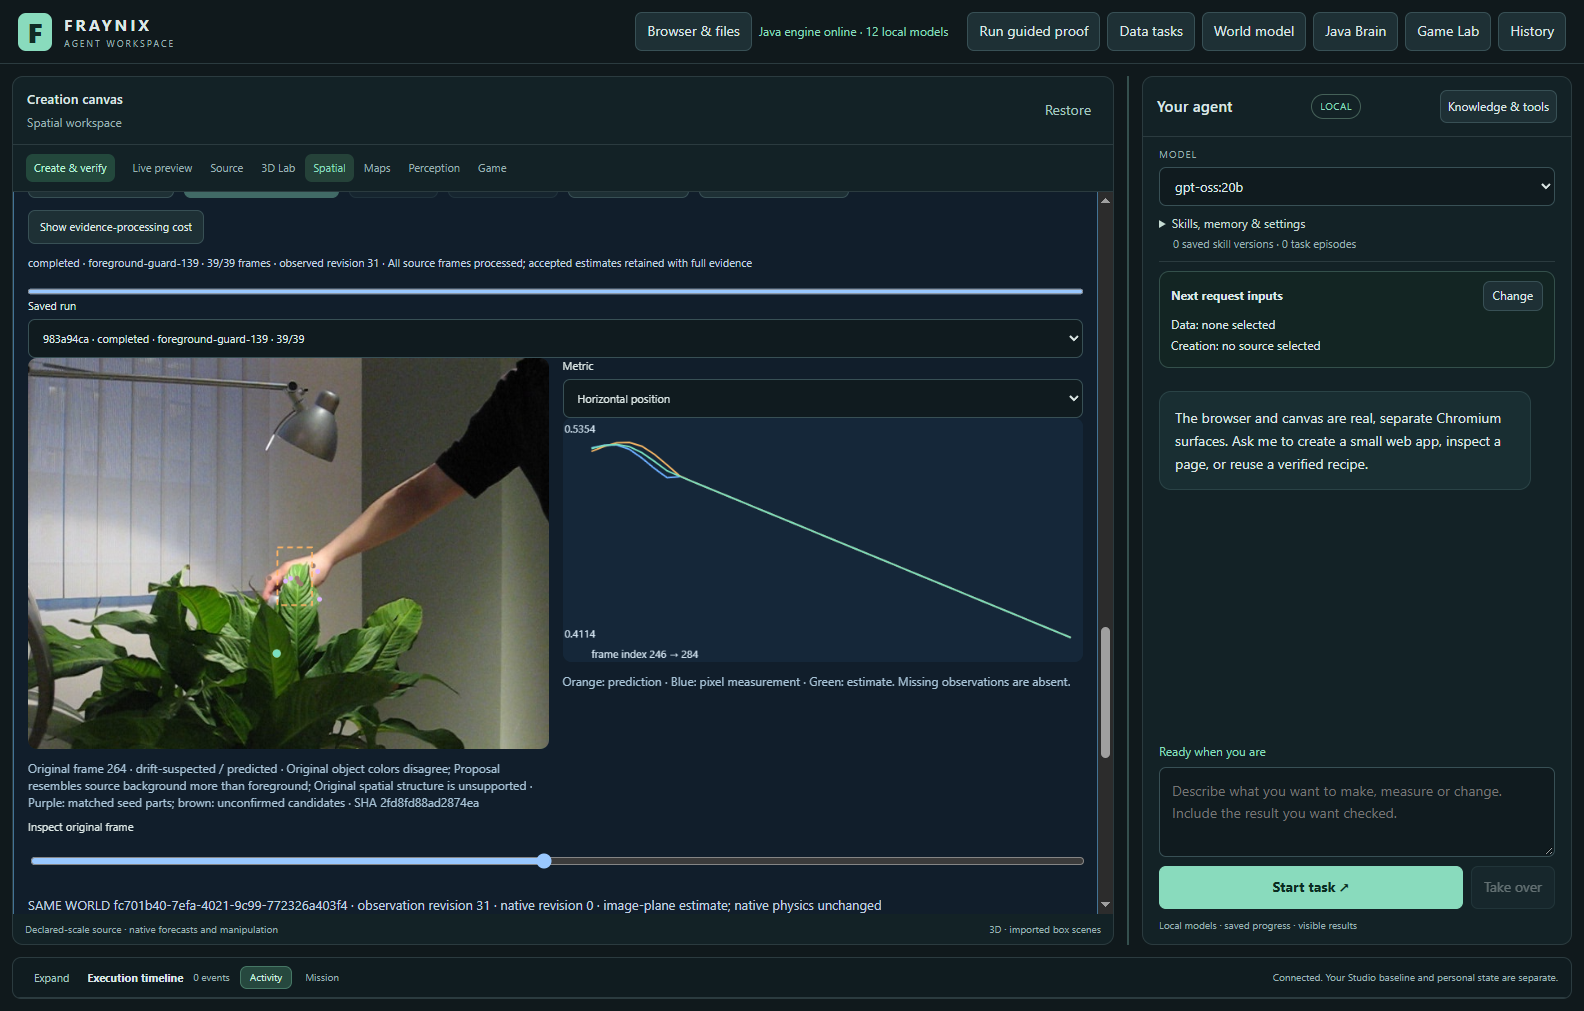 F
FRAYNIX
AGENT WORKSPACE
Browser & files
Java engine online · 12 local models
Run guided proof
Data tasks
World model
Java Brain
Game Lab
History
Creation canvas
Spatial workspace
Restore
Create & verify
Live preview
Source
3D Lab
Spatial
Maps
Perception
Game
Show evidence-processing cost
completed · foreground-guard-139 · 39/39 frames · observed revision 31 · All source frames processed; accepted estimates retained with full evidence
Saved run
983a94ca · completed · foreground-guard-139 · 39/39
Metric
Horizontal position
0.5354
0.4114
frame index 246 → 284
Orange: prediction · Blue: pixel measurement · Green: estimate. Missing observations are absent.
Original frame 264 · drift-suspected / predicted · Original object colors disagree; Proposal
resembles source background more than foreground; Original spatial structure is unsupported ·
Purple: matched seed parts; brown: unconfirmed candidates · SHA 2fd8fd88ad2874ea
Inspect original frame
SAME WORLD fc701b40-7efa-4021-9c99-772326a403f4 · observation revision 31 · native revision 0 · image-plane estimate; native physics unchanged
Declared-scale source · native forecasts and manipulation
3D · imported box scenes
Your agent
LOCAL
Knowledge & tools
MODEL
gpt-oss:20b
Skills, memory & settings
0 saved skill versions · 0 task episodes
Next request inputs
Change
Data: none selected
Creation: no source selected
The browser and canvas are real, separate Chromium
surfaces. Ask me to create a small web app, inspect a
page, or reuse a verified recipe.
Ready when you are
Describe what you want to make, measure or change.
Include the result you want checked.
Start task ↗
Take over
Local models · saved progress · visible results
Expand
Execution timeline
0 events
Activity
Mission
Connected. Your Studio baseline and personal state are separate.